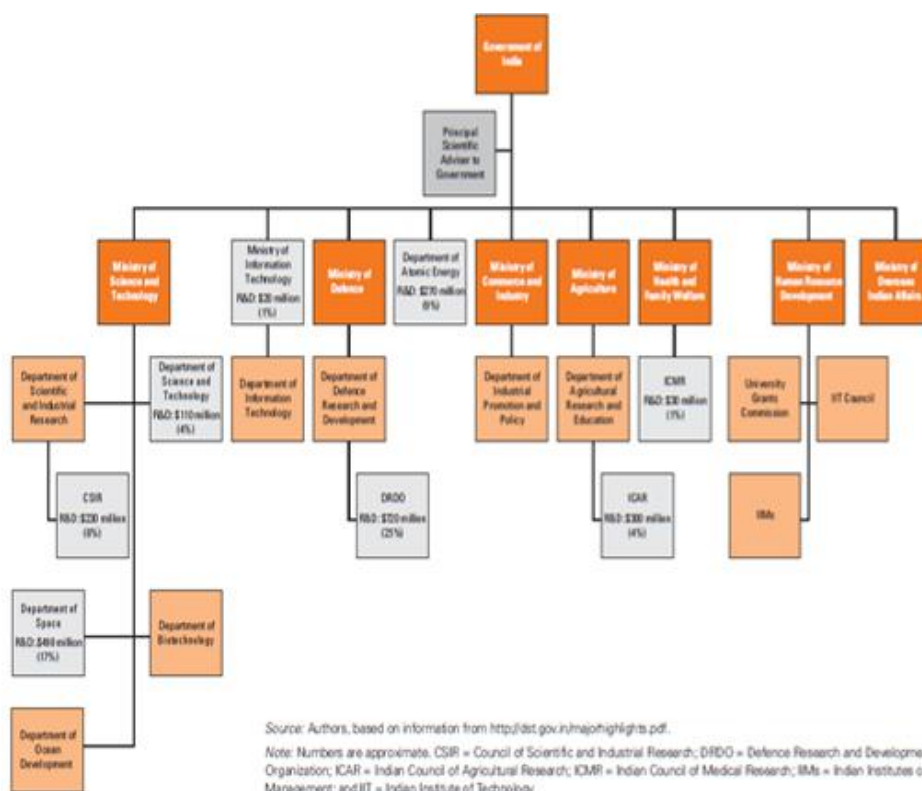 Government of
India
Principal
Scientific
Adviser to
Government
Ministry of
Science and
Technology
Ministry of
Information
Technology
R&D: $20 million
(1%)
Ministry of
Defence
Department of
Atomic Energy
R&D: $270 million
(9%)
Ministry of
Commerce and
Industry
Ministry of
Agriculture
Ministry of
Health and
Family Welfare
Ministry of
Human Resource
Development
Ministry of
Overseas
Indian Affairs
Department of
Scientific
and Industrial
Research
Department of
Science and
Technology
R&D: $110 million
(4%)
Department of
Information
Technology
Department of
Defence
Research and
Development
Department of
Industrial
Promotion and
Policy
Department of
Agricultural
Research and
Education
ICMR
R&D: $30 million
(1%)
University
Grants
Commission
IIT Council
CSIR
R&D: $230 million
(8%)
DRDO
R&D: $720 million
(25%)
ICAR
R&D: $300 million
(4%)
IIMs
Department of
Space
R&D: million
(17%)
Department of
Biotechnology
Department of
Ocean
Development
Source: Authors, based on information from http://dst.gov.in/majorhighlights.pdf.
Note: Numbers are approximate. CSIR = Council of Scientific and Industrial Research; DRDO = Defence Research and Developme
Organization; ICAR = Indian Council of Agricultural Research; ICMR = Indian Council of Medical Research; IIMs = Indian Institutes o
Management; and IIT = Indian Institute of Technology